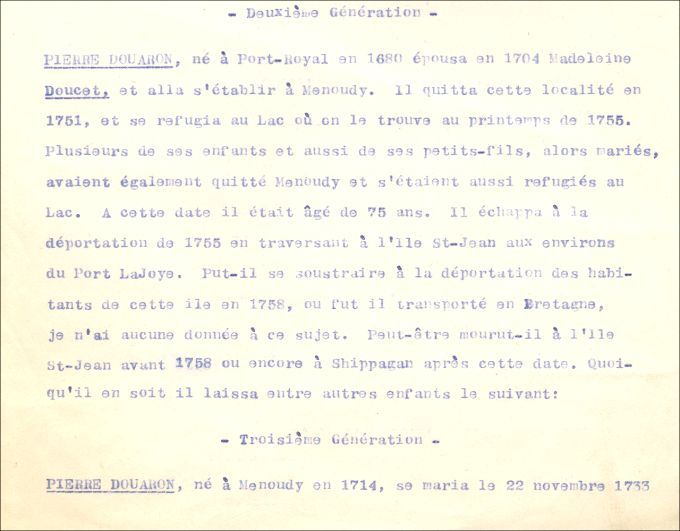 - Deuxième Génération -
PIERRE DOUARON, né à Port-Royal en 1680 épousa en 1704 Madeleine
Doucet, et alla s'établir à Menoudy. Il quitta cette localité en
1751, et se refugia au Lac où on le trouve au printemps de 1755.
Plusieurs de ses enfants et aussi de ses petits-fils, alors mariés,
avaient également quitté Menoudy et s'étaient aussi refugiés au
Lac. A cette date il était âgé de 75 ans. Il échappa à la
déportation de 1755 en traversant à l'Ile St-Jean aux environs
du Port LaJoye. Put-il se soustraire à la déportation des habi-
tants de cette ile en 1758, ou fut il transporté en Bretagne,
je n'ai aucune donnée à ce sujet. Peut-être mourut-il à l'Ile
St-Jean avant 1758 ou encore à Shippagan après cette date. Quoi-
qu'il en soit il laissa entre autres enfants le suivant:
- Troisième Génération -
PIERRE DOUARON, né à Menoudy en 1714, se maria le 22 novembre 1733